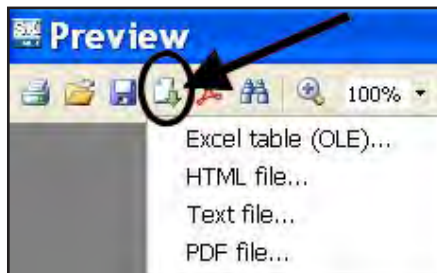 Preview
100%
Excel table (OLE)...
HTML file...
Text file...
PDF file...